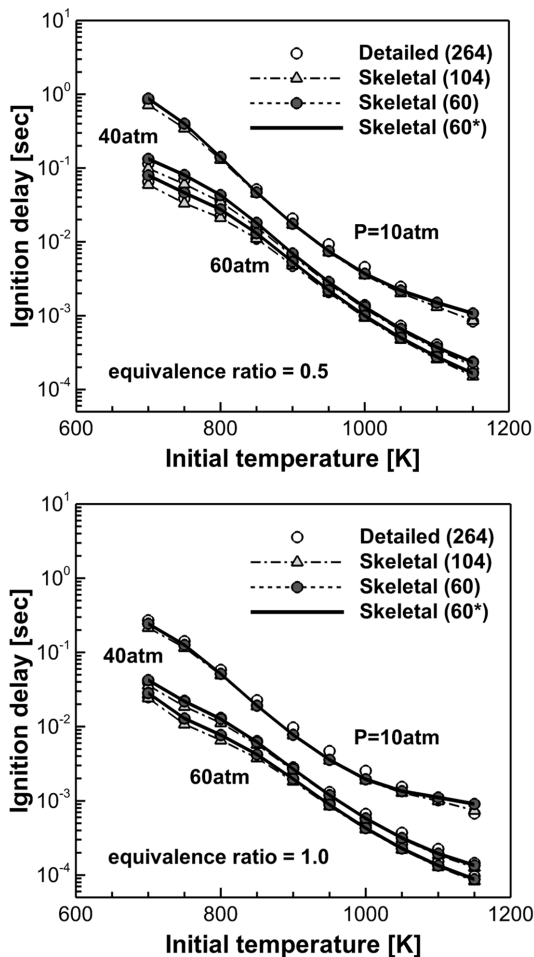 10^1
10^0
10^-1
10^-2
10^-3
10^-4
Ignition delay [sec]
Detailed (264)
Skeletal (104)
Skeletal (60)
Skeletal (60*)
40atm
P=10atm
60atm
equivalence ratio = 0.5
600 800 1000 1200
Initial temperature [K]
10^1
10^0
10^-1
10^-2
10^-3
10^-4
Ignition delay [sec]
Detailed (264)
Skeletal (104)
Skeletal (60)
Skeletal (60*)
40atm
P=10atm
60atm
equivalence ratio = 1.0
600 800 1000 1200
Initial temperature [K]